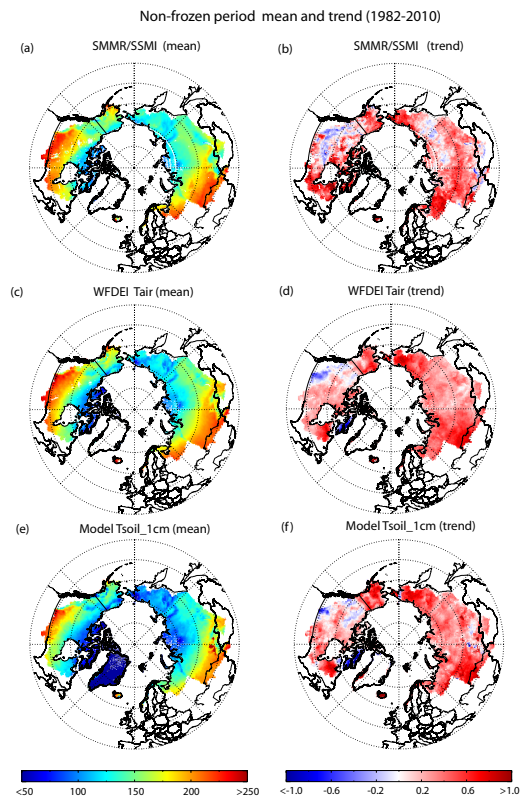 Non-frozen period mean and trend (1982-2010)
(a) SMMR/SSMI (mean)
(b) SMMR/SSMI (trend)
(c) WFDEI Tair (mean)
(d) WFDEI Tair (trend)
(e) Model Tsoil_1cm (mean)
(f) Model Tsoil_1cm (trend)
<50 100 150 200 >250
<-1.0 -0.6 -0.2 0.2 0.6 >1.0